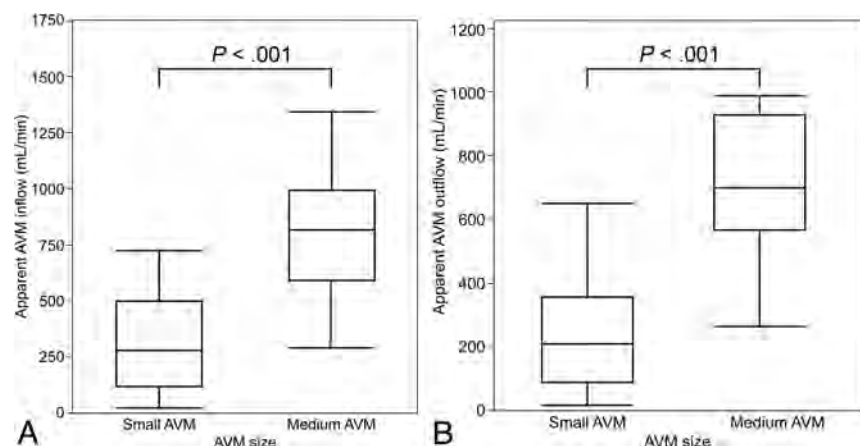 1750
1500
1250
1000
750
500
250
0
Apparent AVM inflow (mL/min)
P < .001
Small AVM
Medium AVM
AVM size
A
1200
1000
800
600
400
200
0
Apparent AVM outflow (mL/min)
P < .001
Small AVM
Medium AVM
AVM size
B